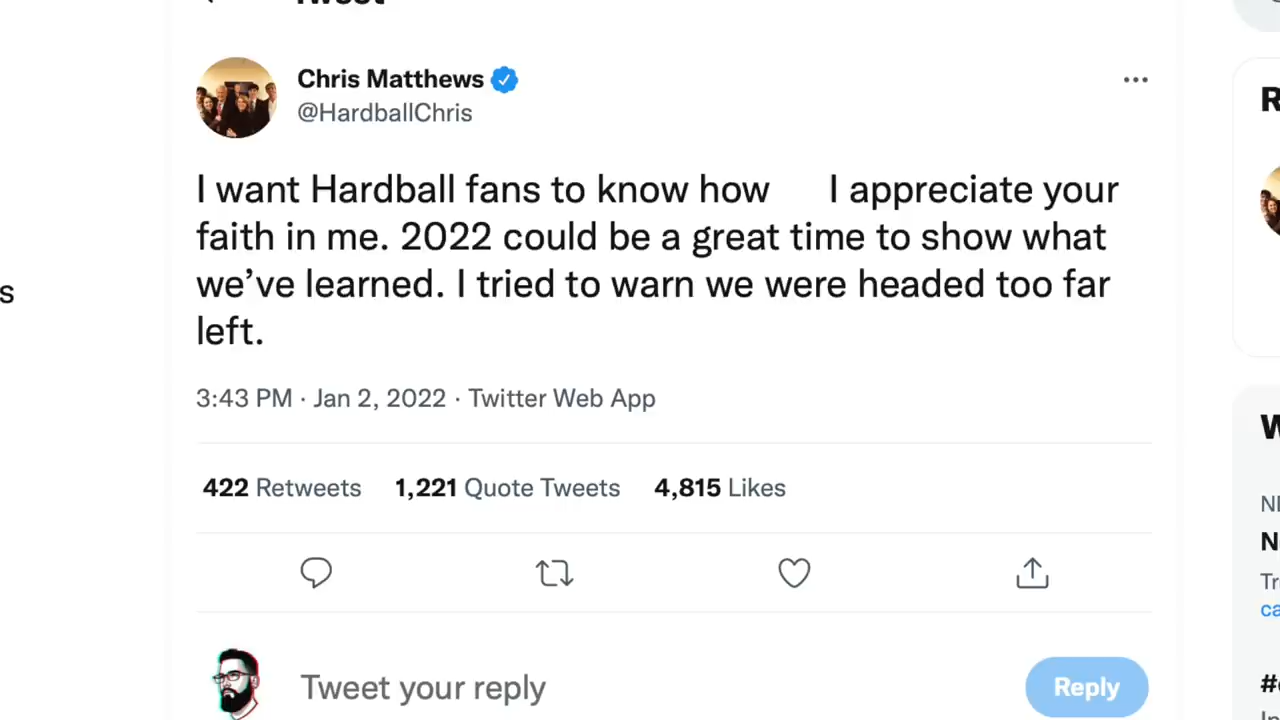 Chris Matthews
@HardballChris
I want Hardball fans to know how I appreciate your
faith in me. 2022 could be a great time to show what
we’ve learned. I tried to warn we were headed too far
left.
3:43 PM · Jan 2, 2022 · Twitter Web App
422 Retweets 1,221 Quote Tweets 4,815 Likes
Tweet your reply
Reply